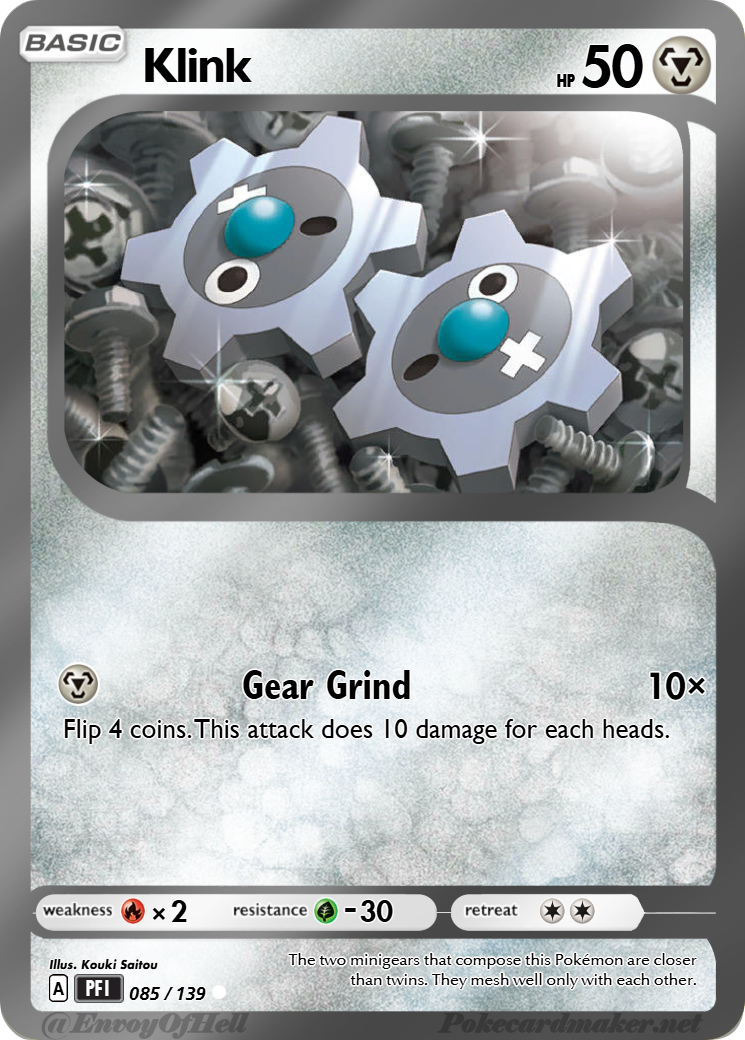 BASIC
Klink
HP 50
Gear Grind 10×
Flip 4 coins. This attack does 10 damage for each heads.
weakness × 2 resistance -30 retreat
Illus. Kouki Saitou
The two minigears that compose this Pokémon are closer
than twins. They mesh well only with each other.
A PFI 085 / 139
@EnvoyOfHell Pokecardmaker.net